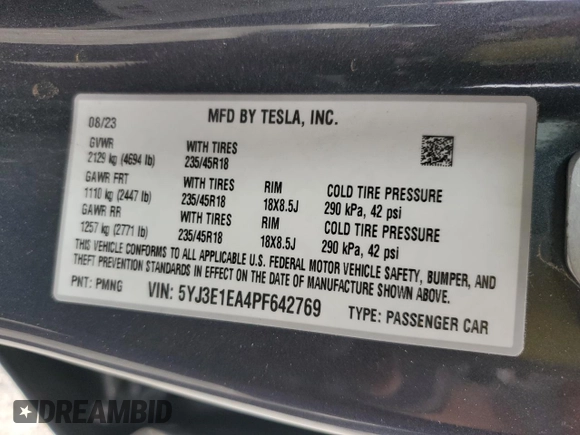 MFD BY TESLA, INC.
08/23
GVWR WITH TIRES
2129 kg (4694 lb) 235/45R18
GAWR FRT WITH TIRES RIM COLD TIRE PRESSURE
1110 kg (2447 lb) 235/45R18 18X8.5J 290 kPa, 42 psi
GAWR RR WITH TIRES RIM COLD TIRE PRESSURE
1257 kg (2771 lb) 235/45R18 18X8.5J 290 kPa, 42 psi
THIS VEHICLE CONFORMS TO ALL APPLICABLE U.S. FEDERAL MOTOR VEHICLE SAFETY, BUMPER, AND
THEFT PREVENTION STANDARDS IN EFFECT ON THE DATE OF MANUFACTURE SHOWN ABOVE.
PNT: PMNG VIN: 5YJ3E1EA4PF642769 TYPE: PASSENGER CAR
DREAMBID